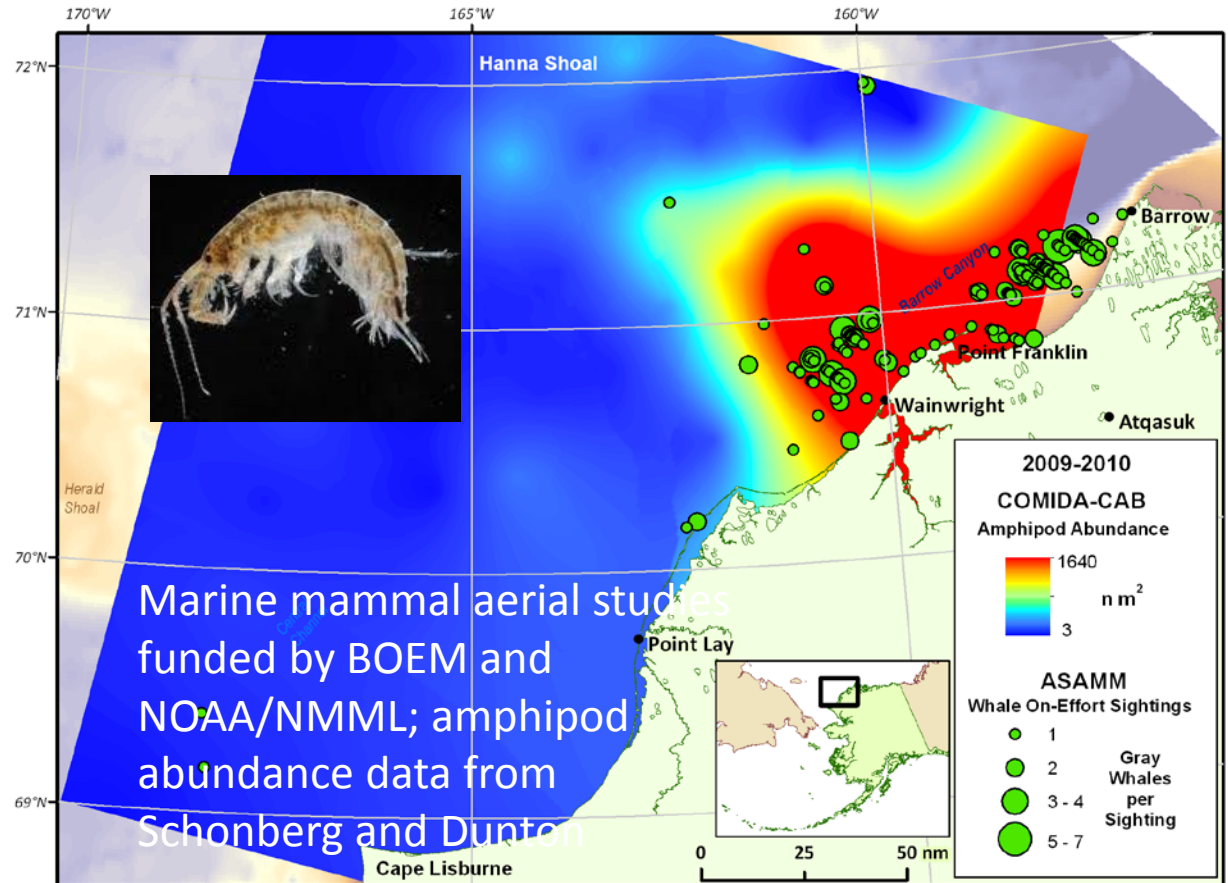 170°W
165°W
160°W
72°N
Hanna Shoal
Barrow
71°N
Barrow Canyon
Point Franklin
Wainwright
Atqasuk
Herald
Shoal
70°N
Point Lay
69°N
Cape Lisburne
Marine mammal aerial studies
funded by BOEM and
NOAA/NMML; amphipod
abundance data from
Schonberg and Dunton
2009-2010
COMIDA-CAB
Amphipod Abundance
1640
n m²
3
ASAMM
Whale On-Effort Sightings
1
2
3 - 4
5 - 7
Gray
Whales
per
Sighting
0 25 50 nm